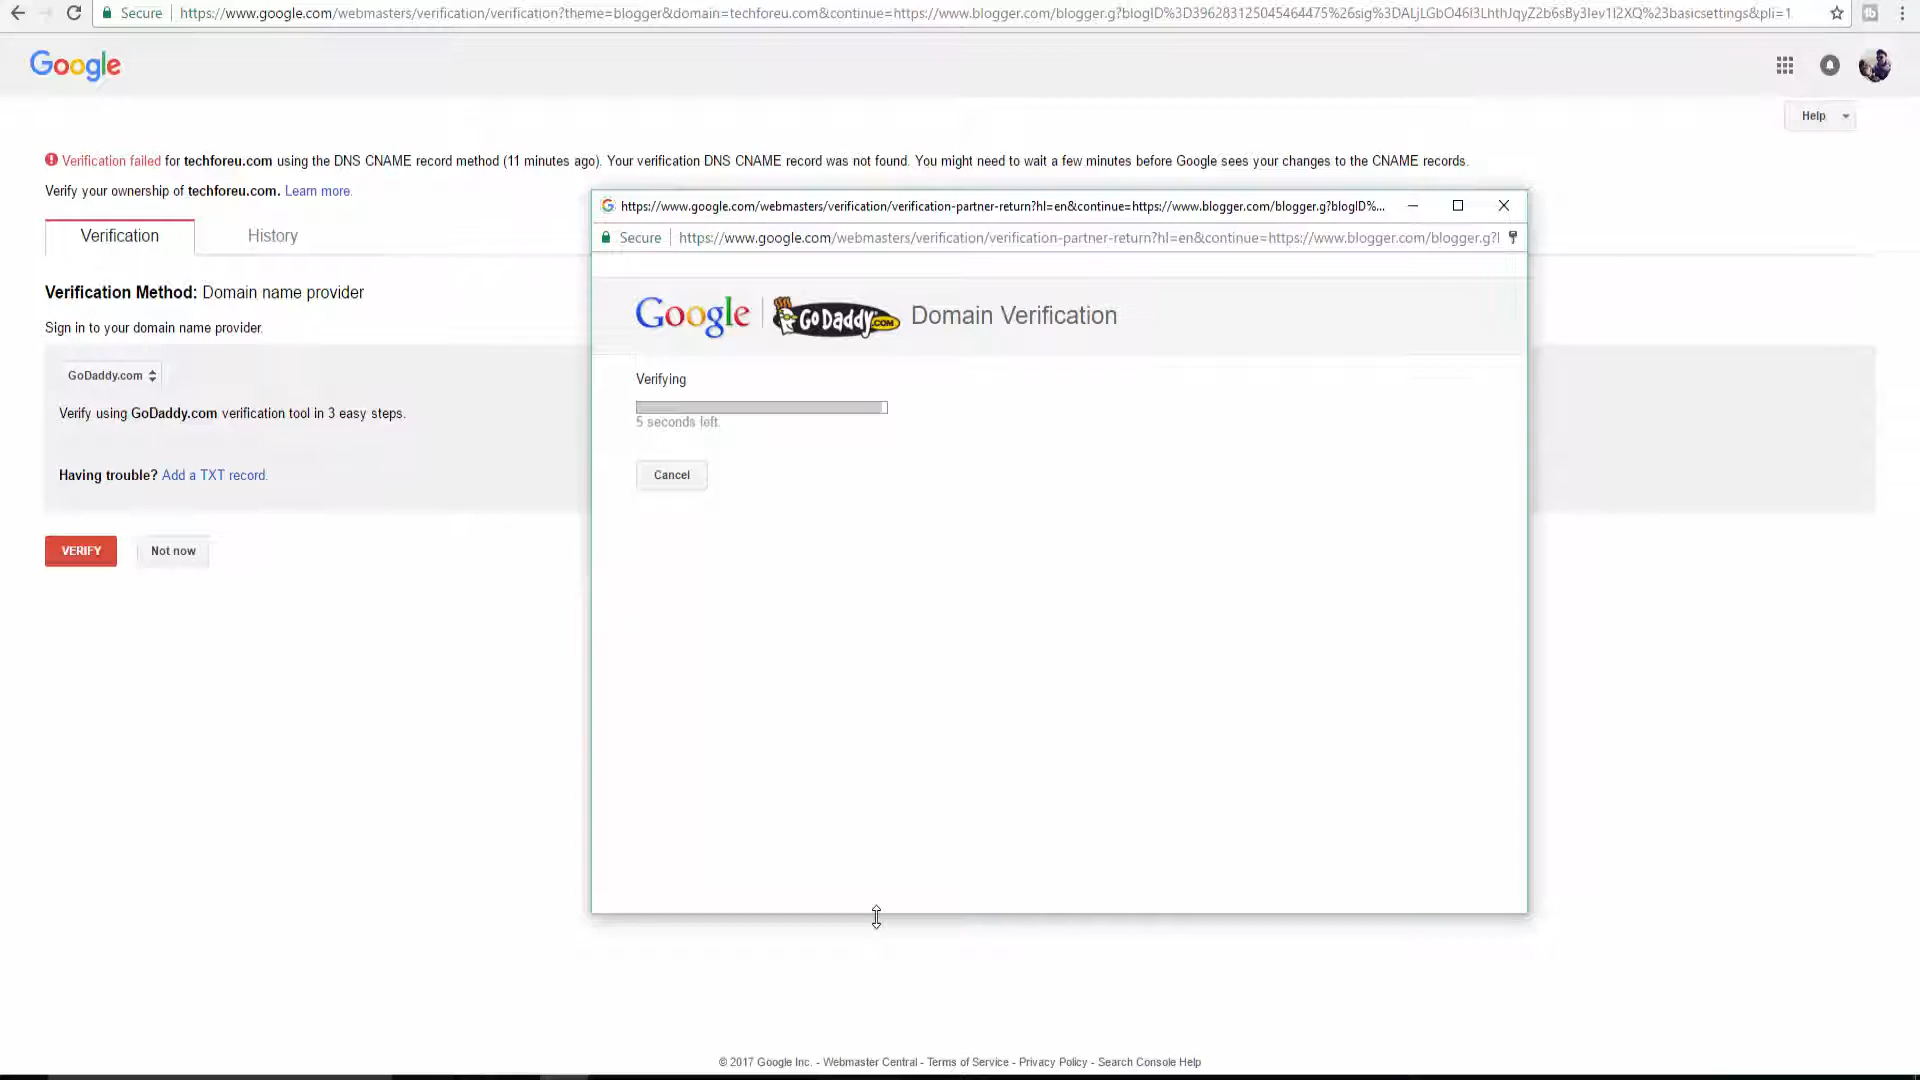 Secure https://www.google.com/webmasters/verification/verification?theme=blogger&domain=techforeu.com&continue=https://www.blogger.com/blogger.g?blogID%3D396283125045464475%26sig%3DALjLGbO46I3LhthJqyZ2b6sBy3Iev1I2XQ%23basicsettings&pli=1
Google
Help
Verification failed for techforeu.com using the DNS CNAME record method (11 minutes ago). Your verification DNS CNAME record was not found. You might need to wait a few minutes before Google sees your changes to the CNAME records.
Verify your ownership of techforeu.com. Learn more.
Verification History
Verification Method: Domain name provider
Sign in to your domain name provider.
GoDaddy.com
Verify using GoDaddy.com verification tool in 3 easy steps.
Having trouble? Add a TXT record.
VERIFY Not now
https://www.google.com/webmasters/verification/verification-partner-return?hl=en&continue=https://www.blogger.com/blogger.g?blogID%...
Secure https://www.google.com/webmasters/verification/verification-partner-return?hl=en&continue=https://www.blogger.com/blogger.g?l
Google GoDaddy.COM Domain Verification
Verifying
5 seconds left.
Cancel
© 2017 Google Inc. - Webmaster Central - Terms of Service - Privacy Policy - Search Console Help